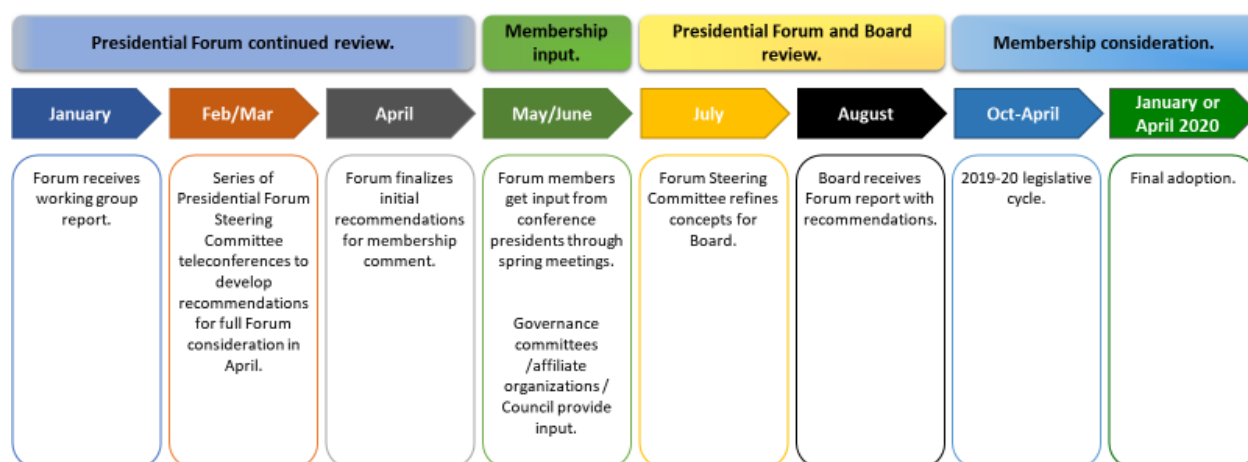 Presidential Forum continued review.
Membership
input.
Presidential Forum and Board
review.
Membership consideration.
January
Feb/Mar
April
May/June
July
August
Oct-April
January or
April 2020
Forum receives
working group
report.
Series of
Presidential Forum
Steering
Committee
teleconferences to
develop
recommendations
for full Forum
consideration in
April.
Forum finalizes
initial
recommendations
for membership
comment.
Forum members
get input from
conference
presidents through
spring meetings.
Governance
committees
/affiliate
organizations /
Council provide
input.
Forum Steering
Committee refines
concepts for
Board.
Board receives
Forum report with
recommendations.
2019-20 legislative
cycle.
Final adoption.